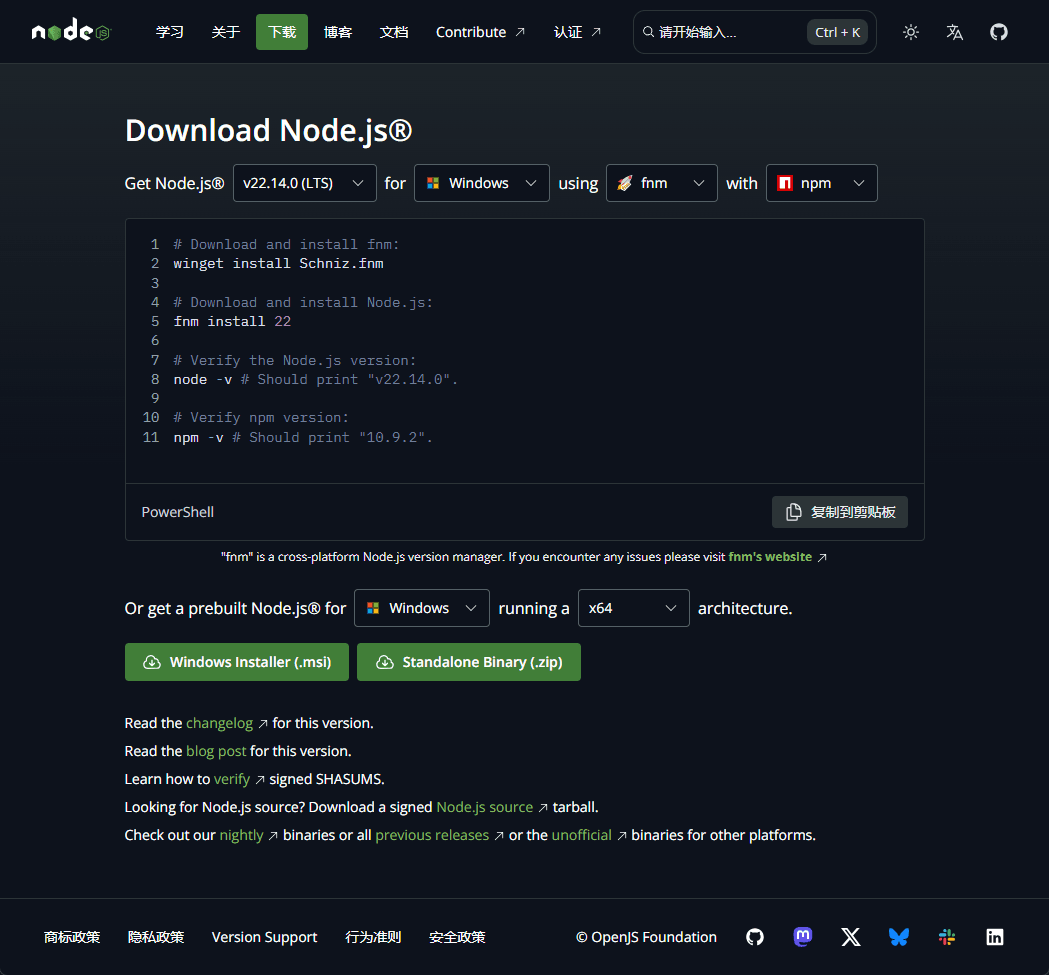 node JS 学习 关于 下载 博客 文档 Contribute ↗ 认证 ↗ 请开始输入... Ctrl + K
Download Node.js®
Get Node.js® v22.14.0 (LTS) for Windows using fnm with npm
1 # Download and install fnm:
2 winget install Schniz.fnm
3
4 # Download and install Node.js:
5 fnm install 22
6
7 # Verify the Node.js version:
8 node -v # Should print "v22.14.0".
9
10 # Verify npm version:
11 npm -v # Should print "10.9.2".
PowerShell 复制到剪贴板
"fnm" is a cross-platform Node.js version manager. If you encounter any issues please visit fnm's website ↗
Or get a prebuilt Node.js® for Windows running a x64 architecture.
Windows Installer (.msi) Standalone Binary (.zip)
Read the changelog ↗ for this version.
Read the blog post for this version.
Learn how to verify ↗ signed SHASUMS.
Looking for Node.js source? Download a signed Node.js source ↗ tarball.
Check out our nightly ↗ binaries or all previous releases ↗ or the unofficial ↗ binaries for other platforms.
商标政策 隐私政策 Version Support 行为准则 安全政策 © OpenJS Foundation